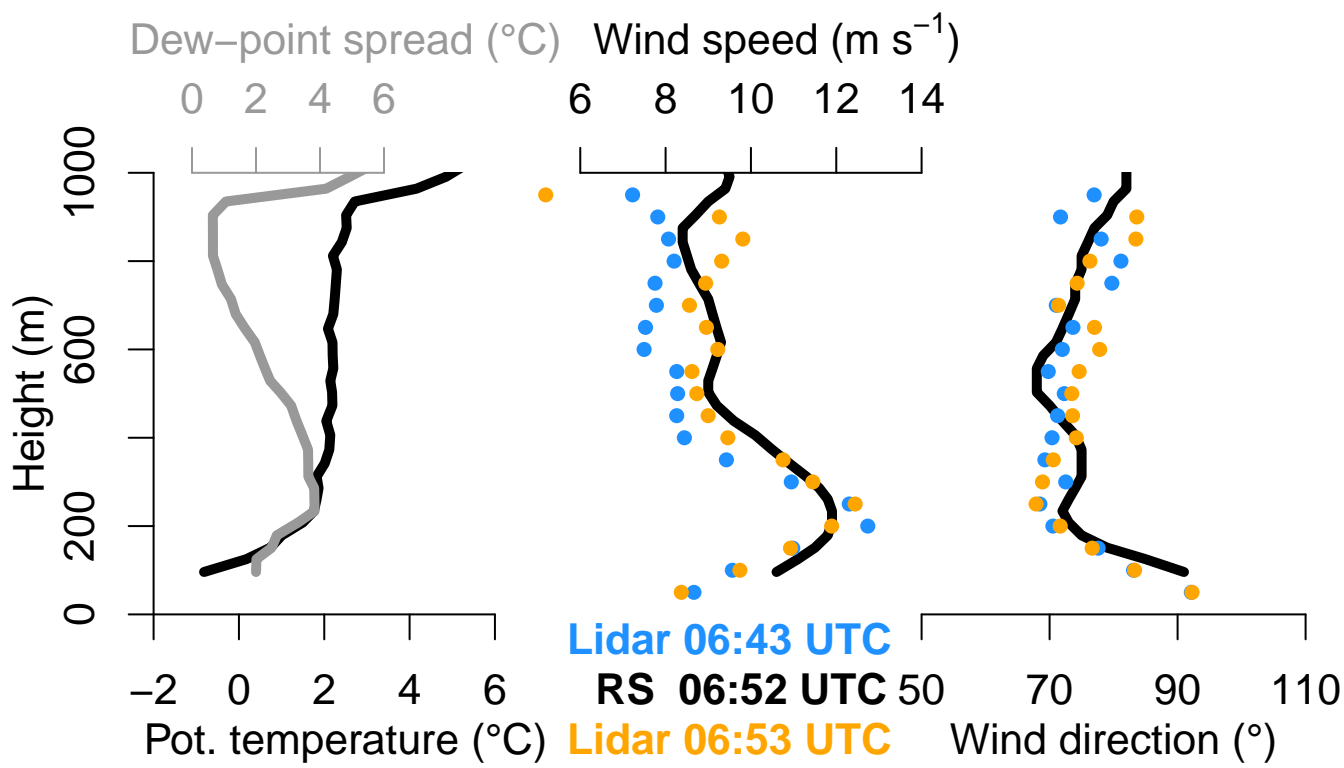 Dew−point spread (°C) Wind speed (m s−1)
0 2 4 6 6 8 10 12 14
Height (m)
0 200 600 1000
Lidar 06:43 UTC
RS 06:52 UTC
Lidar 06:53 UTC
−2 0 2 4 6 50 70 90 110
Pot. temperature (°C) Wind direction (°)